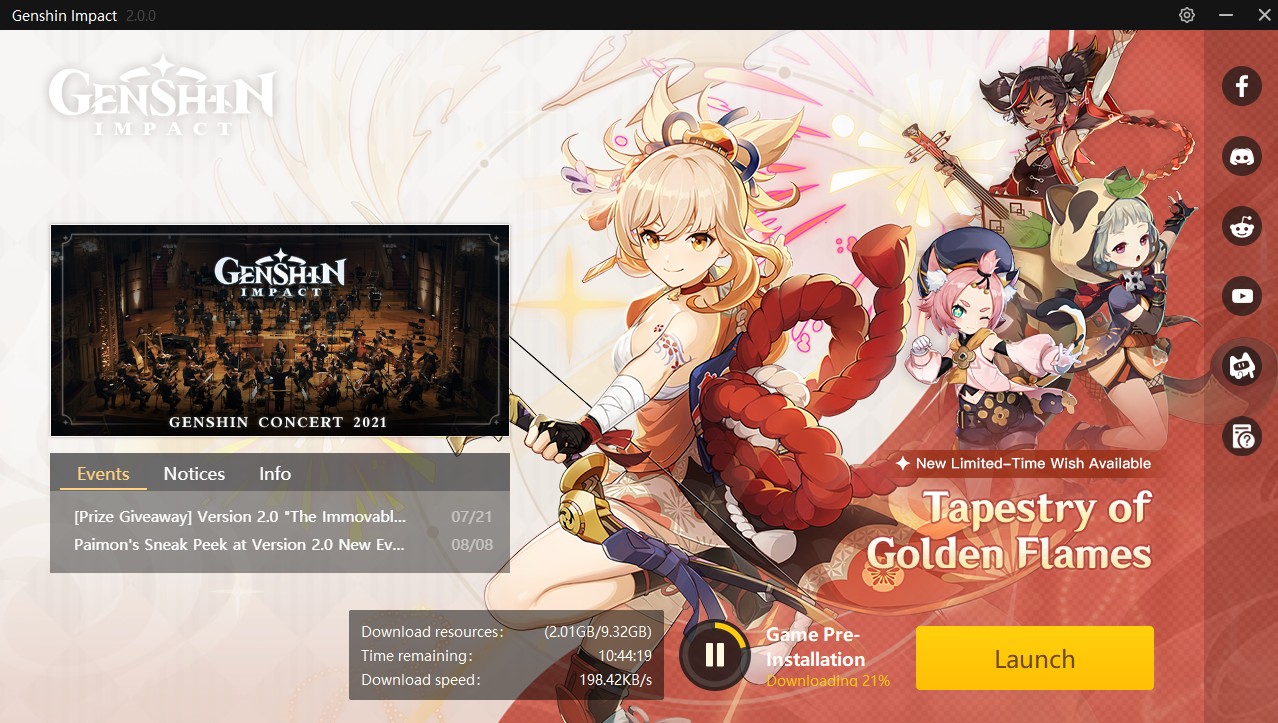 Genshin Impact 2.0.0
GENSHIN
IMPACT
GENSHIN
IMPACT
GENSHIN CONCERT 2021
Events Notices Info
[Prize Giveaway] Version 2.0 "The Immovabl... 07/21
Paimon's Sneak Peek at Version 2.0 New Ev... 08/08
New Limited-Time Wish Available
Tapestry of
Golden Flames
Download resources: (2.01GB/9.32GB)
Time remaining: 10:44:19
Download speed: 198.42KB/s
Game Pre-
Installation
Downloading 21%
Launch